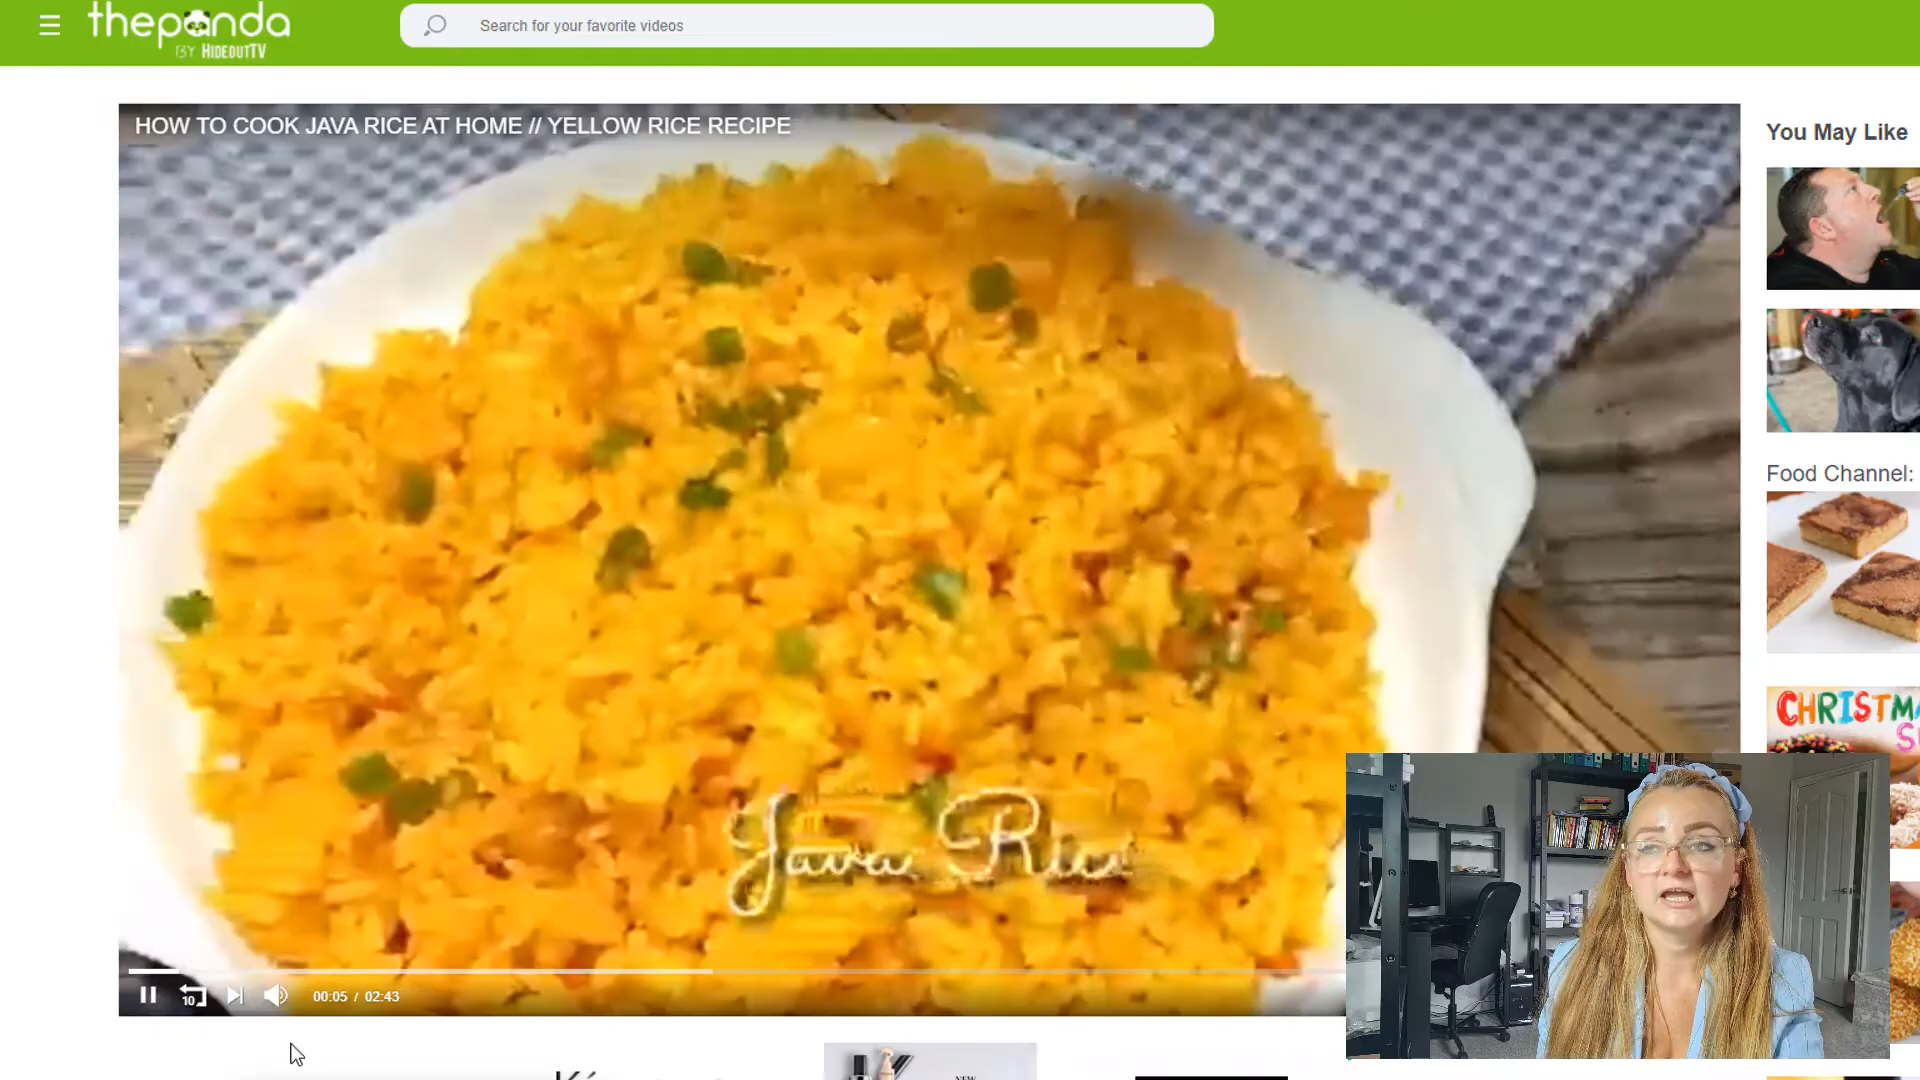 thepanda
BY HIDEOUTTV
Search for your favorite videos
HOW TO COOK JAVA RICE AT HOME // YELLOW RICE RECIPE
You May Like
Food Channel:
Java Rice
10
00:05 / 02:43
NEW